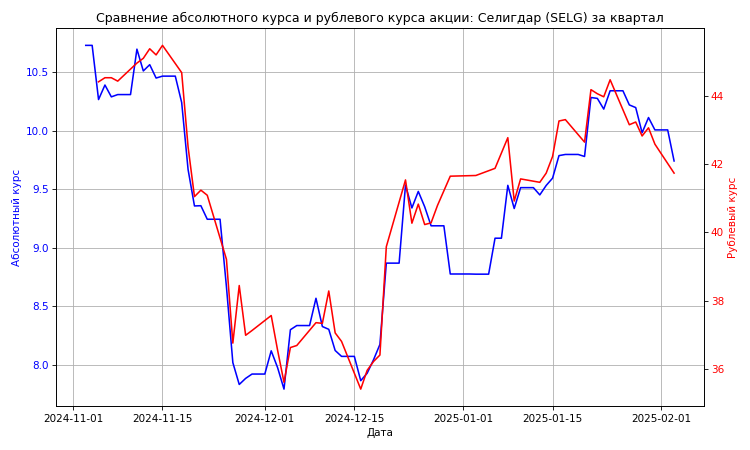 Сравнение абсолютного курса и рублевого курса акции: Селигдар (SELG) за квартал
Абсолютный курс
10.5
10.0
9.5
9.0
8.5
8.0
44
42
40
38
36
Рублевый курс
2024-11-01 2024-11-15 2024-12-01 2024-12-15 2025-01-01 2025-01-15 2025-02-01
Дата